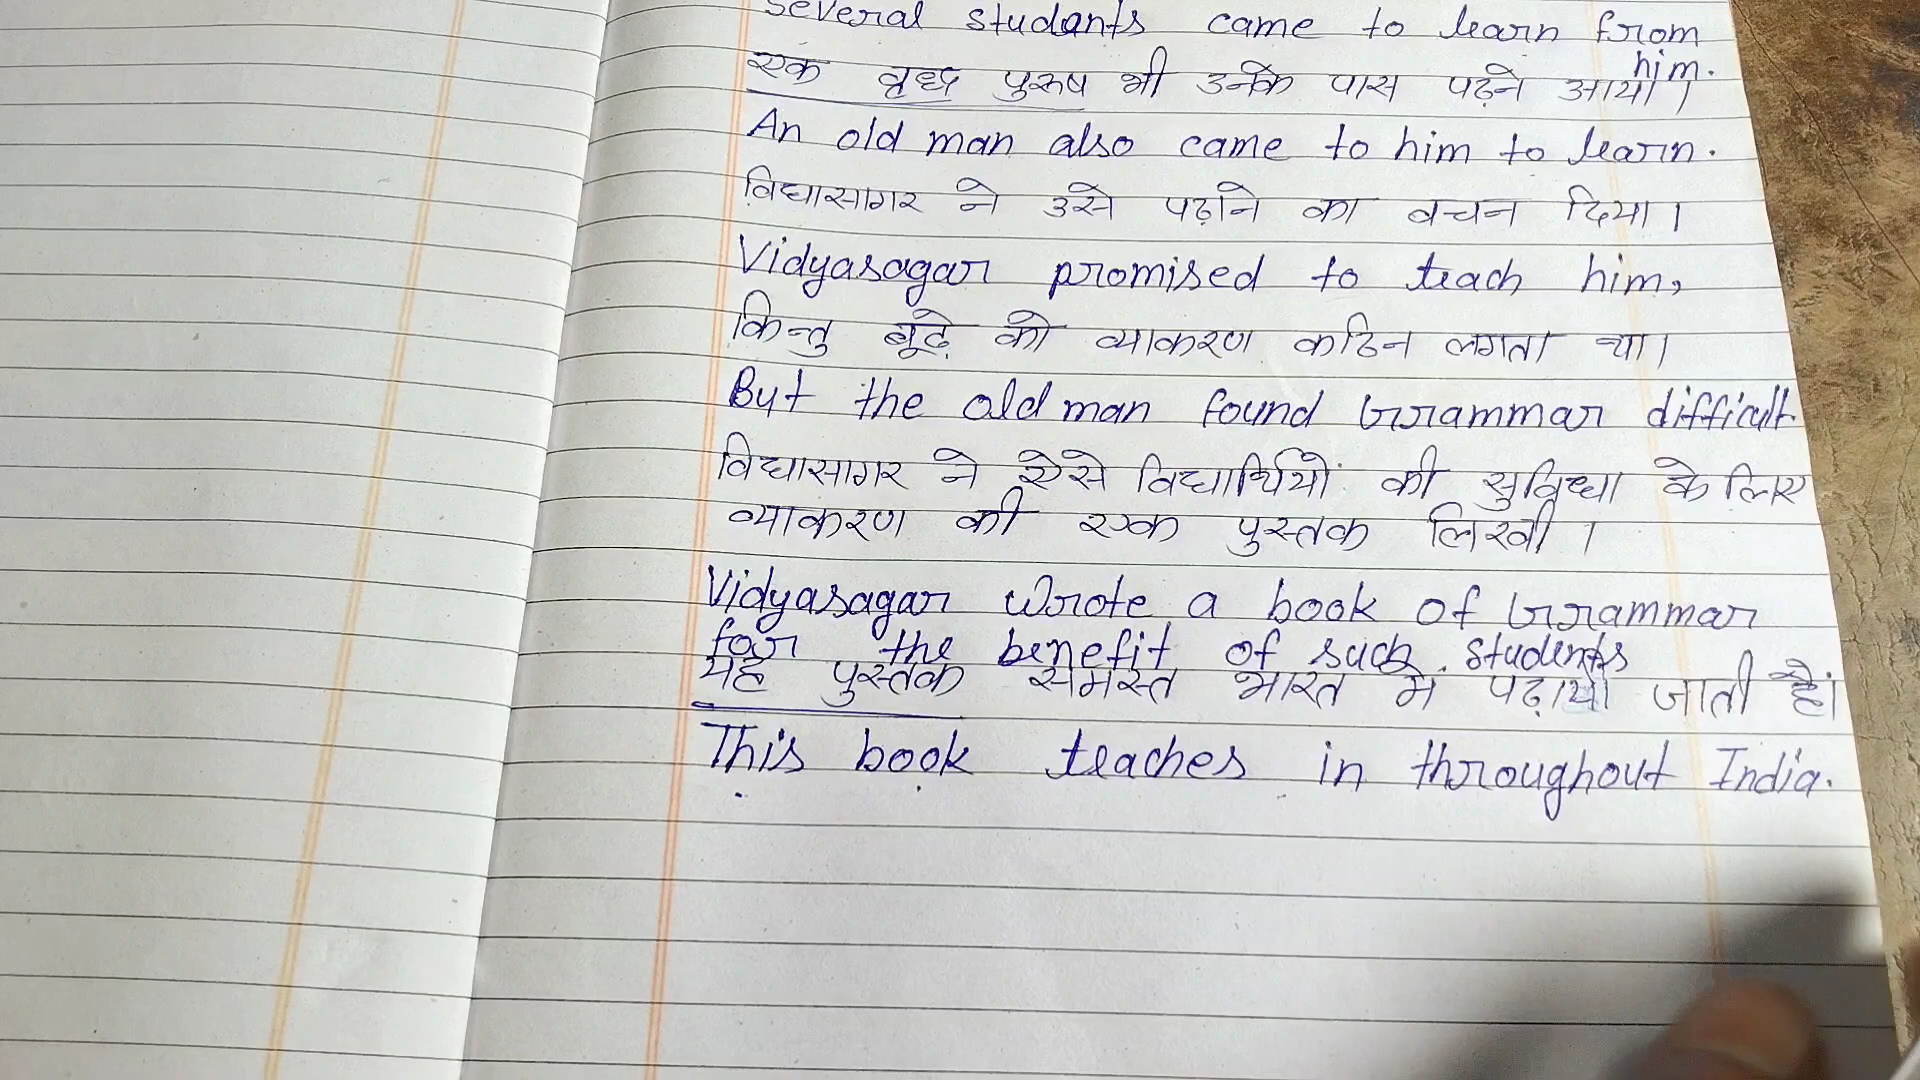 Several students came to learn from
him.
एक वृध्द पुरुष भी उनके पास पढ़ने आया।
An old man also came to him to learn.
विद्यासागर ने उसे पढ़ाने का वचन दिया।
Vidyasagar promised to teach him,
किन्तु बूढ़े को व्याकरण कठिन लगता था।
But the old man found Grammar difficult
विद्यासागर ने ऐसे विद्यार्थियों की सुविधा के लिए
व्याकरण की एक पुस्तक लिखी ।
Vidyasagar Wrote a book of Grammar
for the benefit of such. students
यह पुस्तक समस्त भारत मे पढ़ायी जाती है।
This book teaches in throughout India.